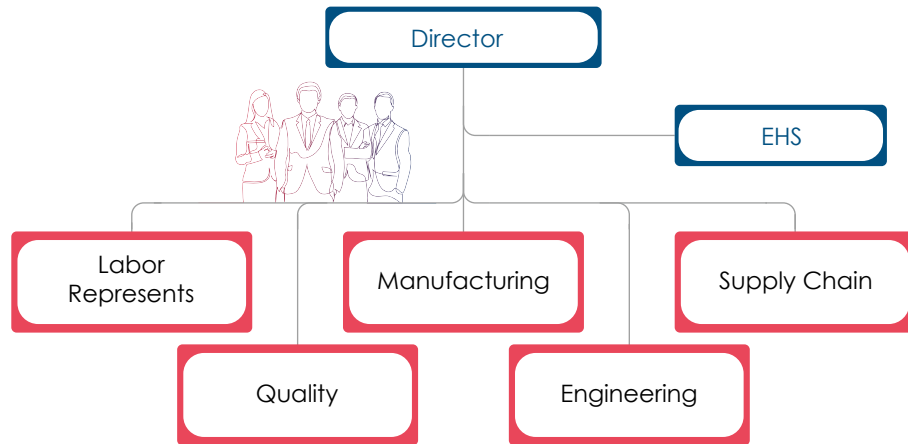 Director
EHS
Labor
Represents
Manufacturing
Supply Chain
Quality
Engineering